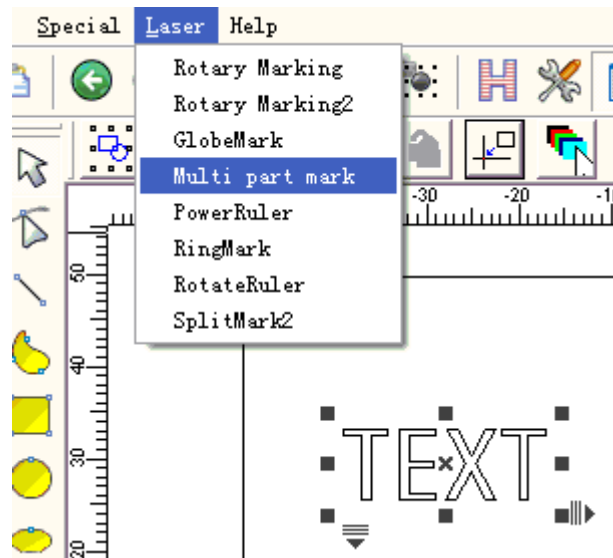 Special Laser Help
Rotary Marking
Rotary Marking2
GlobeMark
Multi part mark
PowerRuler
RingMark
RotateRuler
SplitMark2
-30 -20
50
40
30
20
TEXT